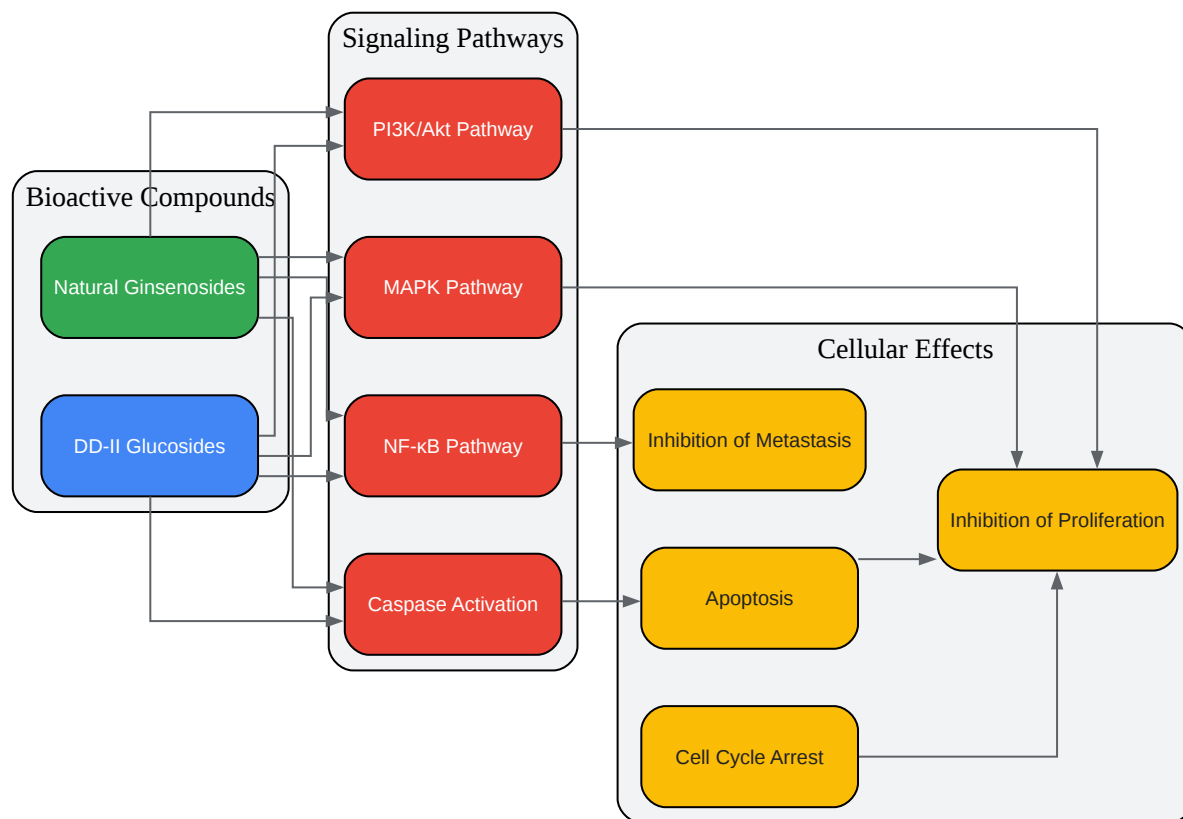 Signaling Pathways
PI3K/Akt Pathway
Bioactive Compounds
Natural Ginsenosides
MAPK Pathway
Cellular Effects
DD-II Glucosides
NF-κB Pathway
Inhibition of Metastasis
Inhibition of Proliferation
Caspase Activation
Apoptosis
Cell Cycle Arrest